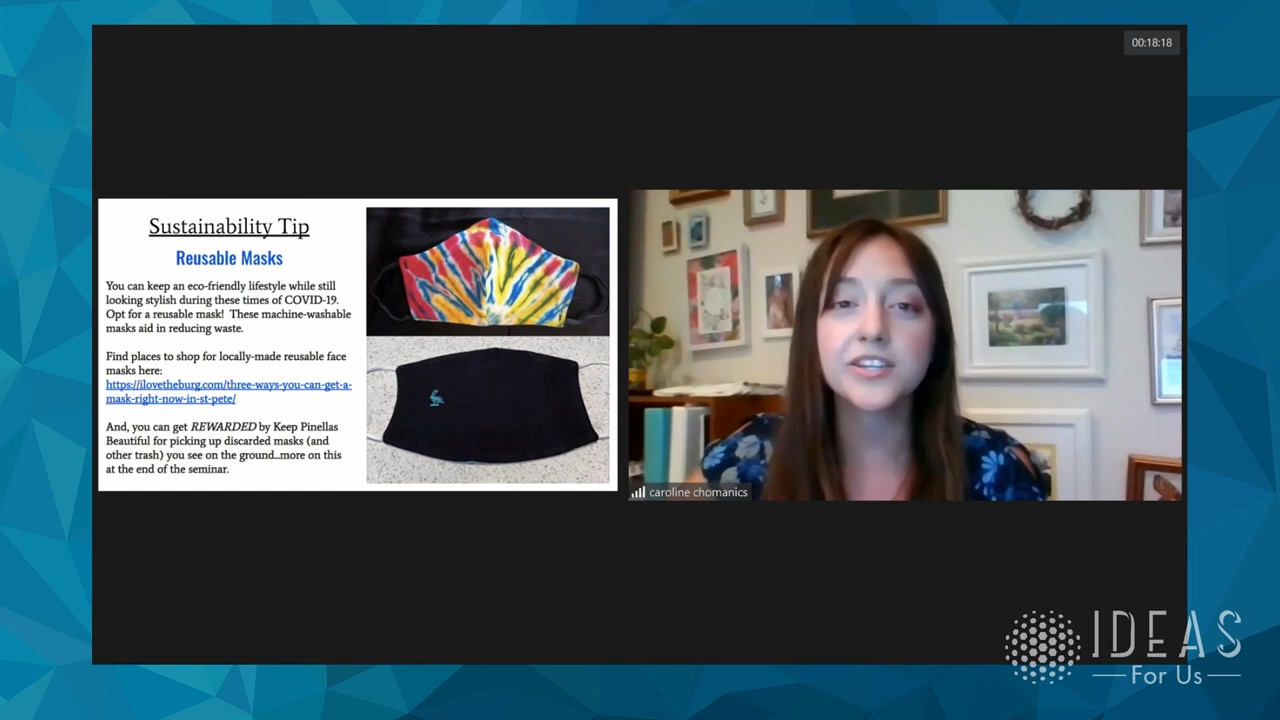 00:18:18
Sustainability Tip
Reusable Masks
You can keep an eco-friendly lifestyle while still
looking stylish during these times of COVID-19.
Opt for a reusable mask!  These machine-washable
masks aid in reducing waste.
Find places to shop for locally-made reusable face
masks here:
https://ilovetheburg.com/three-ways-you-can-get-a-
mask-right-now-in-st-pete/
And, you can get REWARDED by Keep Pinellas
Beautiful for picking up discarded masks (and
other trash) you see on the ground...more on this
at the end of the seminar.
caroline chomanics
IDEAS
For Us